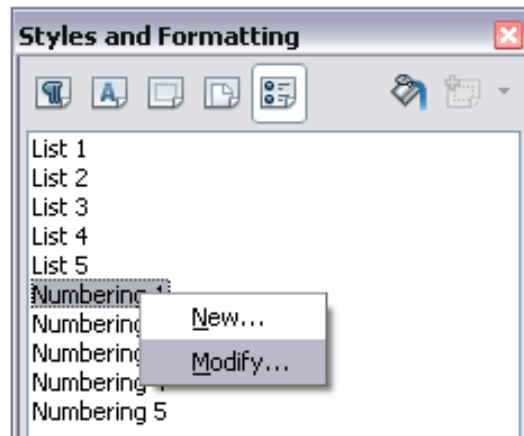 Styles and Formatting
List 1
List 2
List 3
List 4
List 5
Numbering 1
Numbering
New...
Numbering
Modify...
Numbering
Numbering 5